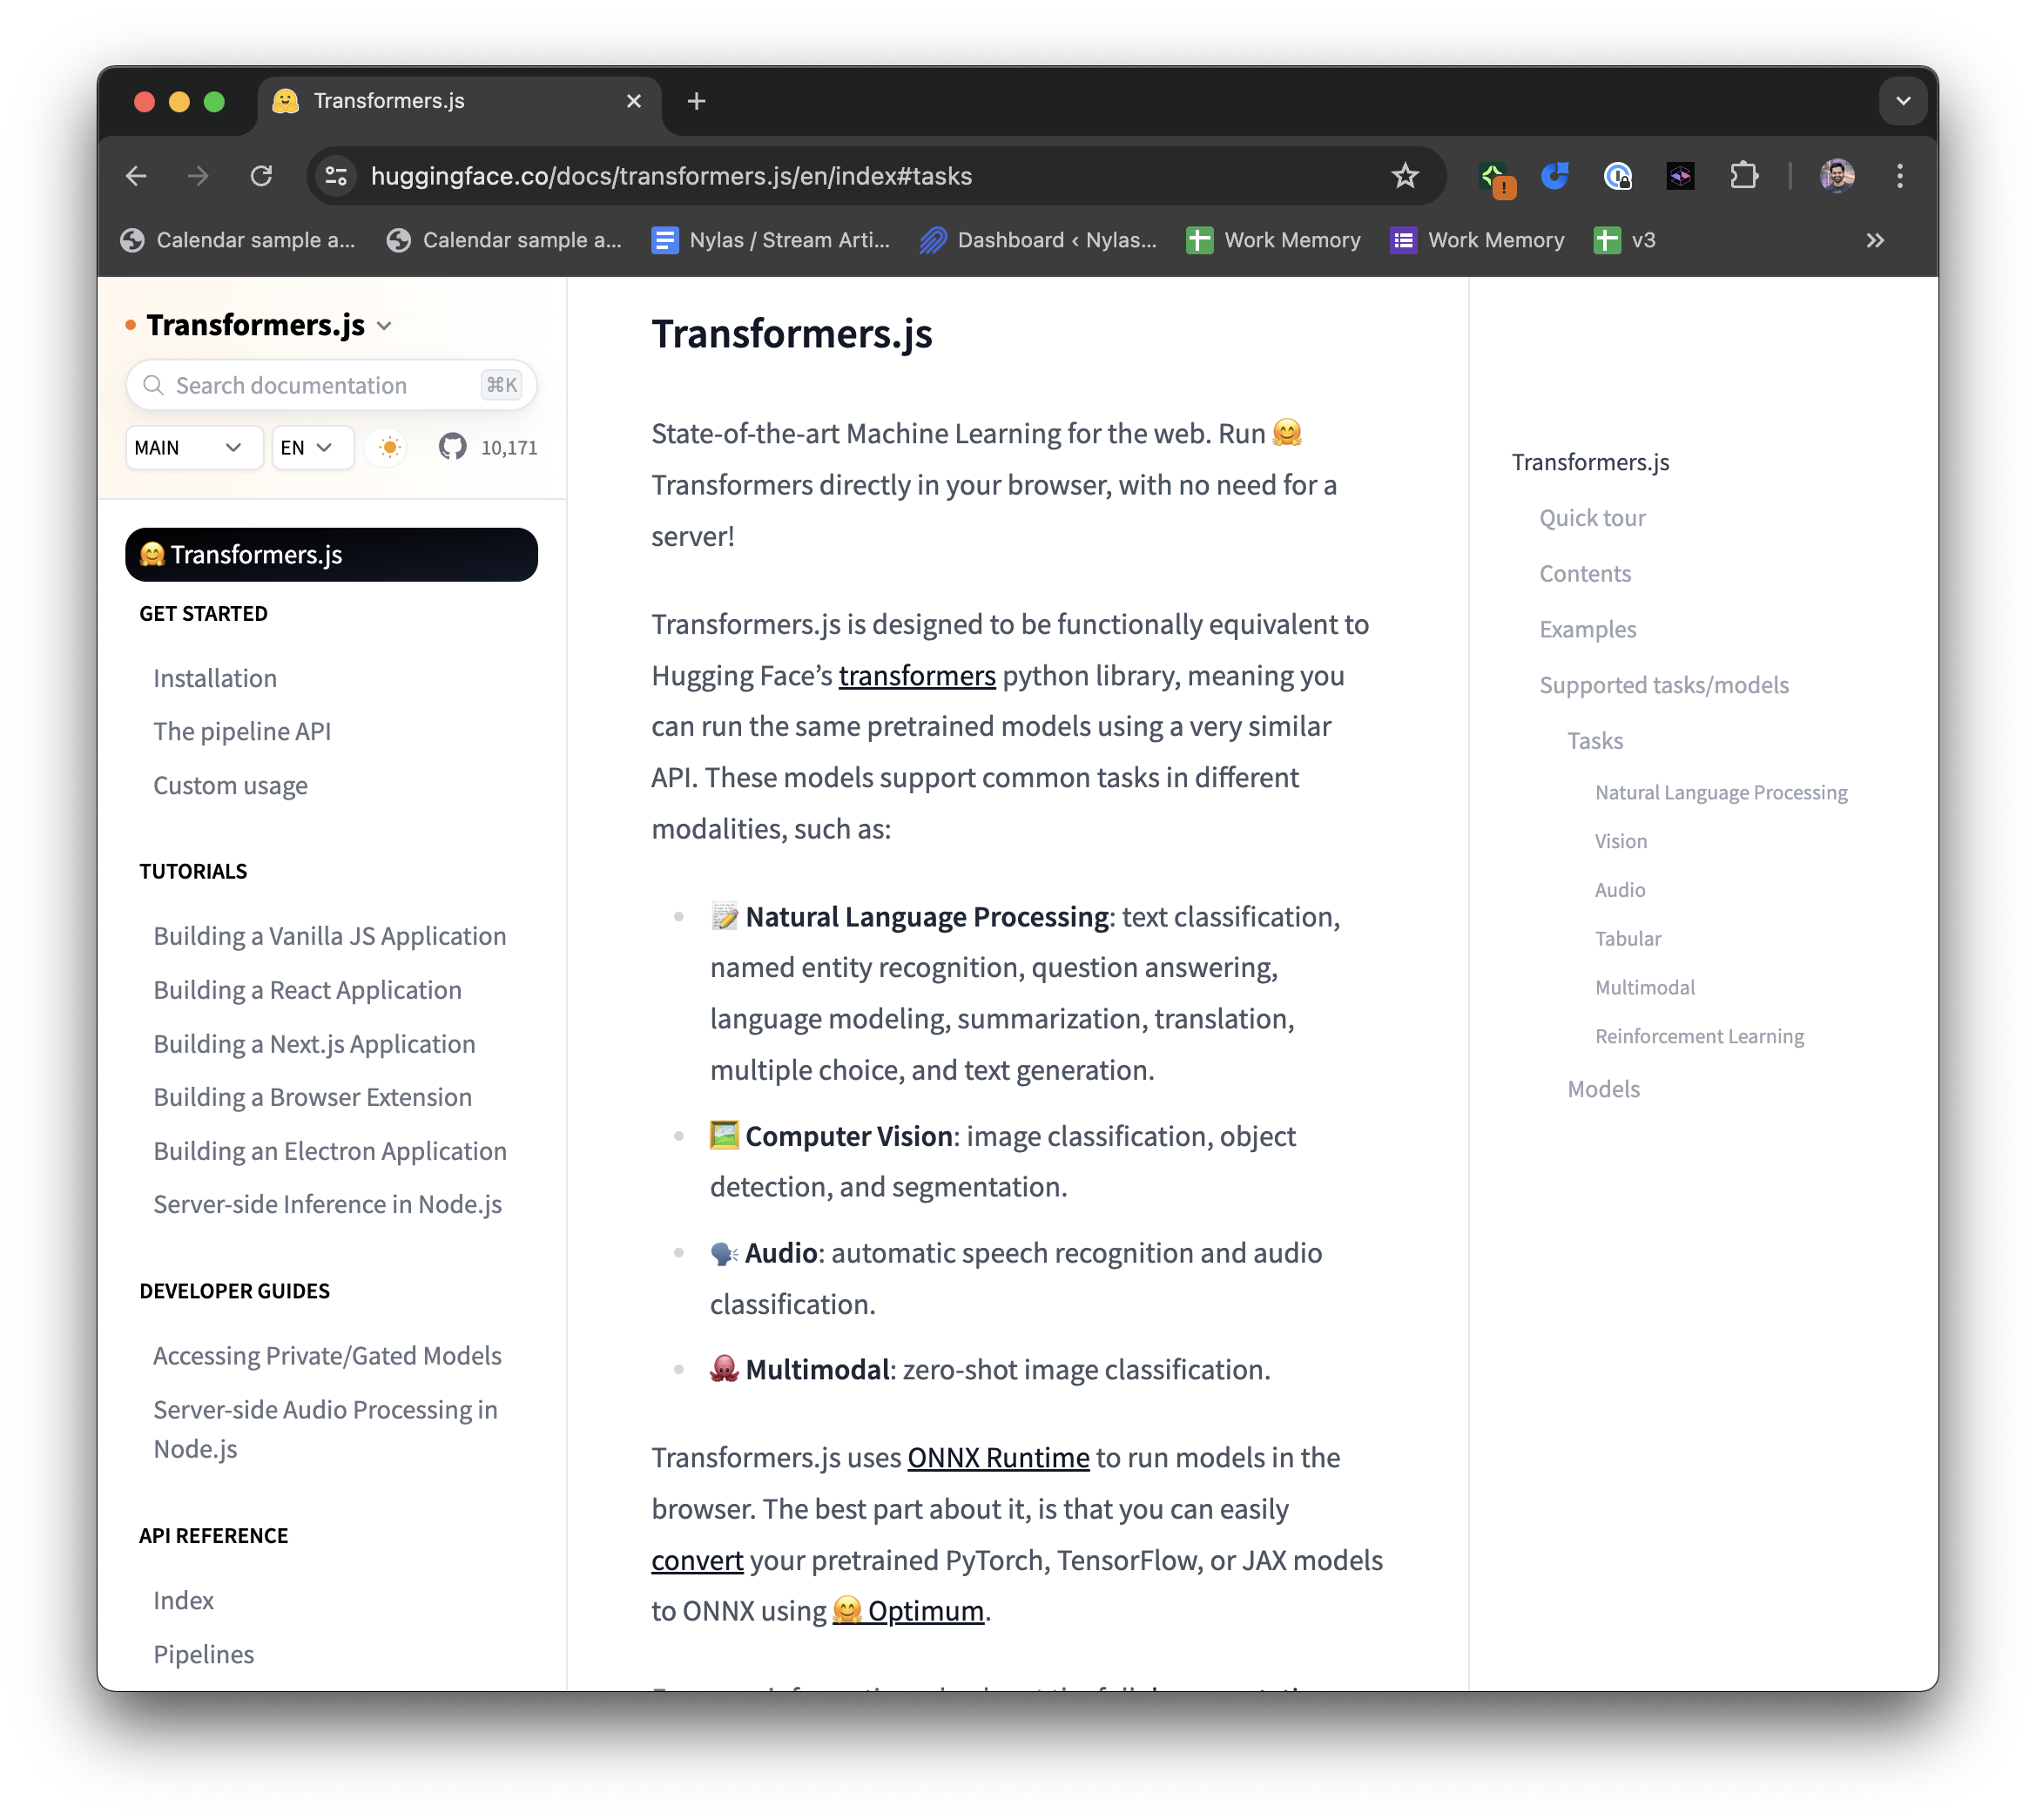 Transformers.js
huggingface.co/docs/transformers.js/en/index#tasks
Calendar sample a...
Calendar sample a...
Nylas / Stream Arti...
Dashboard ‹ Nylas...
Work Memory
Work Memory
v3
Transformers.js
Search documentation
⌘K
MAIN
EN
10,171
🤗 Transformers.js
GET STARTED
Installation
The pipeline API
Custom usage
TUTORIALS
Building a Vanilla JS Application
Building a React Application
Building a Next.js Application
Building a Browser Extension
Building an Electron Application
Server-side Inference in Node.js
DEVELOPER GUIDES
Accessing Private/Gated Models
Server-side Audio Processing in
Node.js
API REFERENCE
Index
Pipelines
Transformers.js
State-of-the-art Machine Learning for the web. Run 🤗
Transformers directly in your browser, with no need for a
server!
Transformers.js is designed to be functionally equivalent to
Hugging Face’s transformers python library, meaning you
can run the same pretrained models using a very similar
API. These models support common tasks in different
modalities, such as:
📝 Natural Language Processing: text classification,
named entity recognition, question answering,
language modeling, summarization, translation,
multiple choice, and text generation.
🖼️ Computer Vision: image classification, object
detection, and segmentation.
🗣️ Audio: automatic speech recognition and audio
classification.
🐙 Multimodal: zero-shot image classification.
Transformers.js uses ONNX Runtime to run models in the
browser. The best part about it, is that you can easily
convert your pretrained PyTorch, TensorFlow, or JAX models
to ONNX using 🤗 Optimum.
Transformers.js
Quick tour
Contents
Examples
Supported tasks/models
Tasks
Natural Language Processing
Vision
Audio
Tabular
Multimodal
Reinforcement Learning
Models